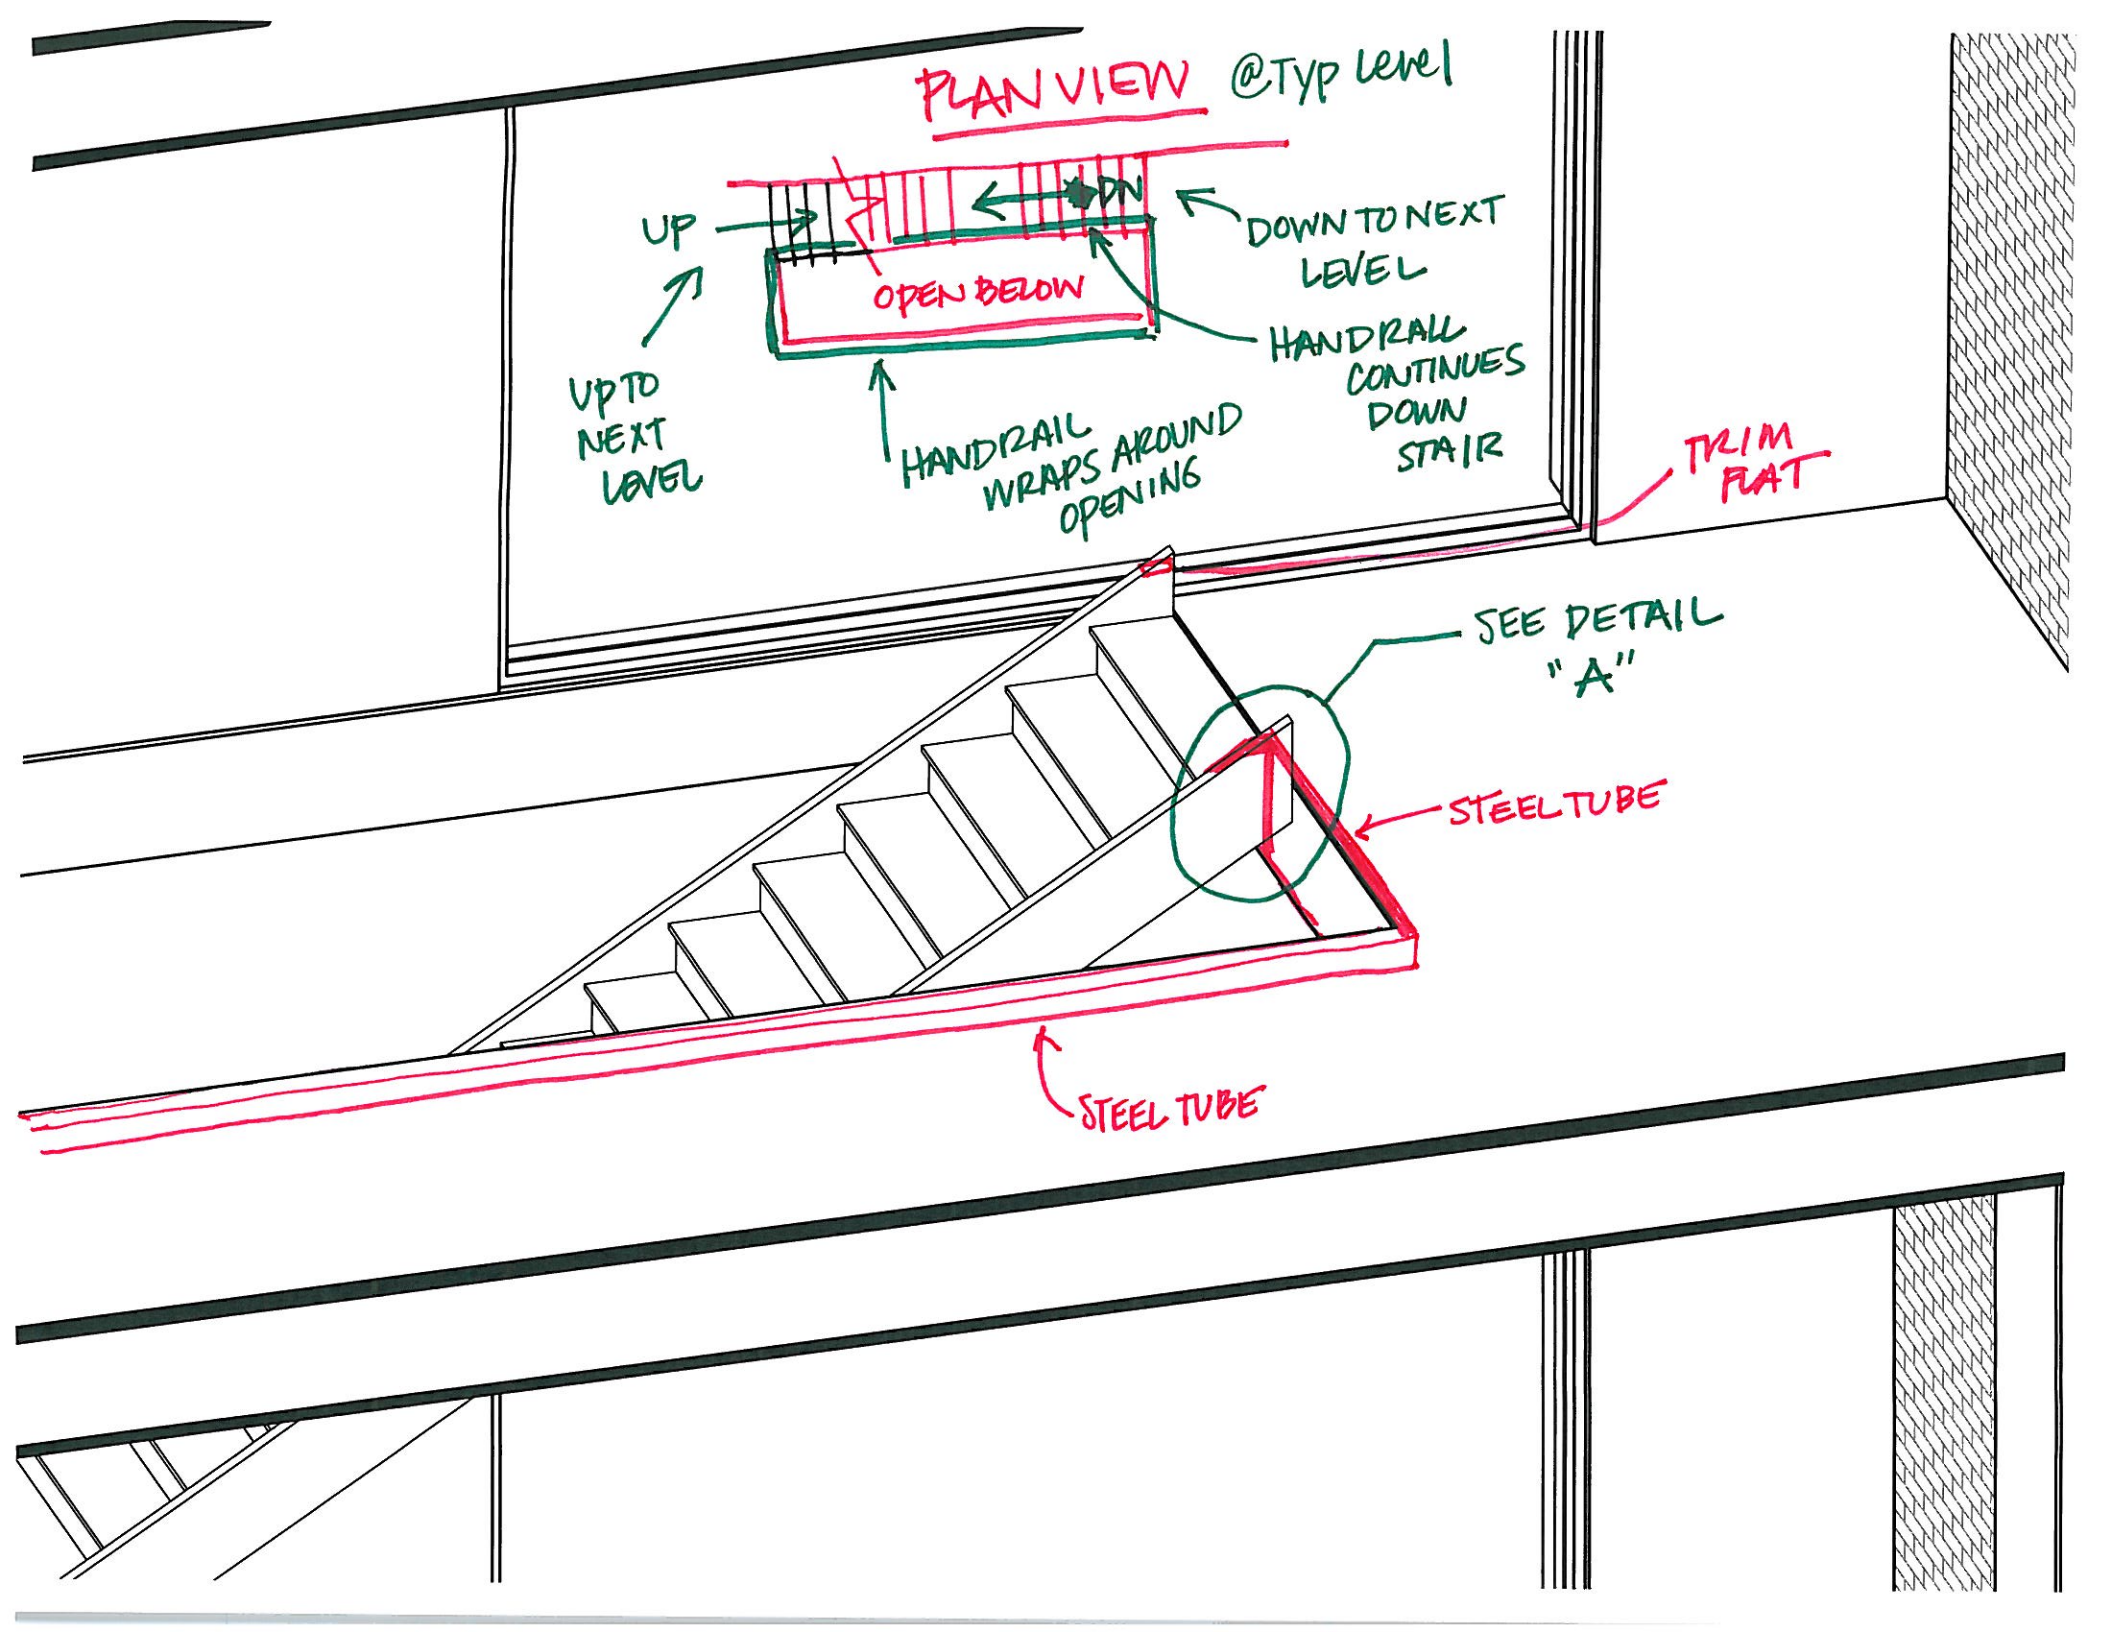 PLAN VIEW @Typ Level
UP
DN
DOWN TO NEXT
LEVEL
OPEN BELOW
HANDRAIL
CONTINUES
DOWN
STAIR
UP TO
NEXT
LEVEL
HANDRAIL
WRAPS AROUND
OPENING
TRIM
FLAT
SEE DETAIL
"A"
STEEL TUBE
STEEL TUBE